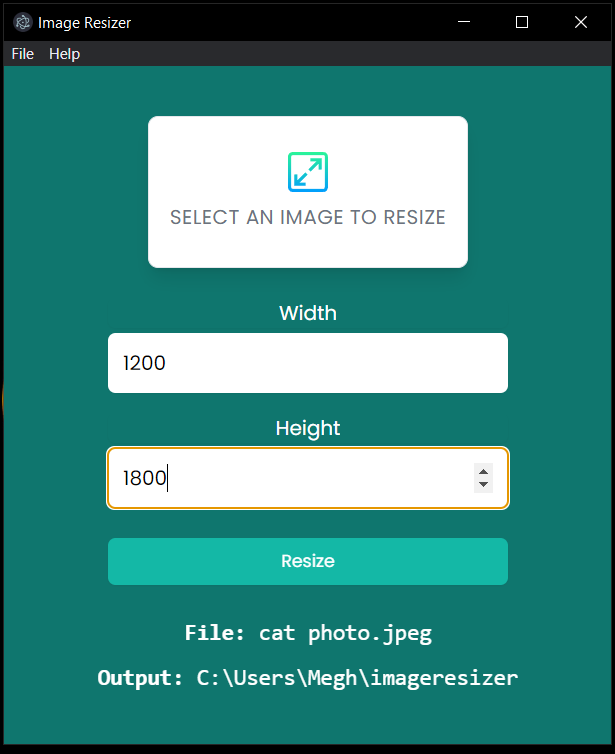 Image Resizer
File Help
SELECT AN IMAGE TO RESIZE
Width
1200
Height
1800
Resize
File: cat photo.jpeg
Output: C:\Users\Megh\imageresizer